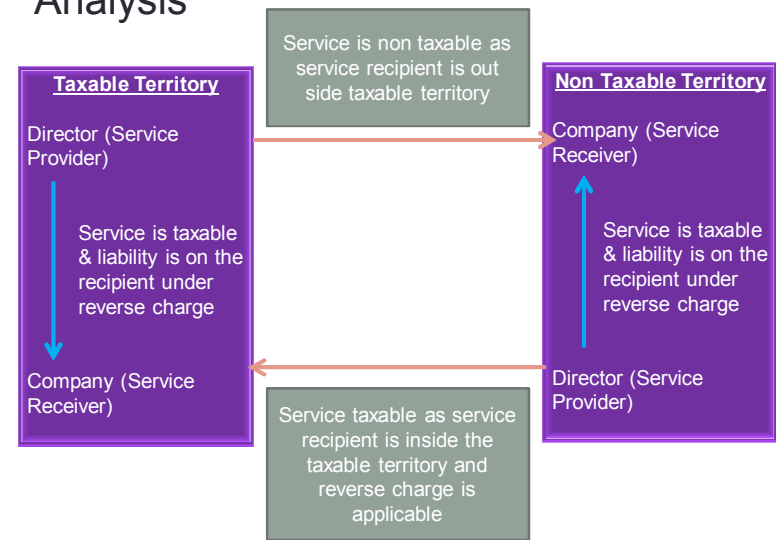 Analysis
Service is non taxable as
service recipient is out
side taxable territory
Taxable Territory
Director (Service
Provider)
Service is taxable
& liability is on the
recipient under
reverse charge
Company (Service
Receiver)
Non Taxable Territory
Company (Service
Receiver)
Service is taxable
& liability is on the
recipient under
reverse charge
Director (Service
Provider)
Service taxable as service
recipient is inside the
taxable territory and
reverse charge is
applicable